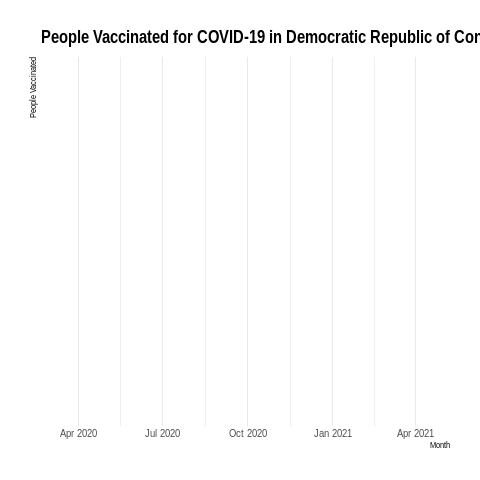 People Vaccinated for COVID-19 in Democratic Republic of Con
People Vaccinated
Apr 2020
Jul 2020
Oct 2020
Jan 2021
Apr 2021
Month